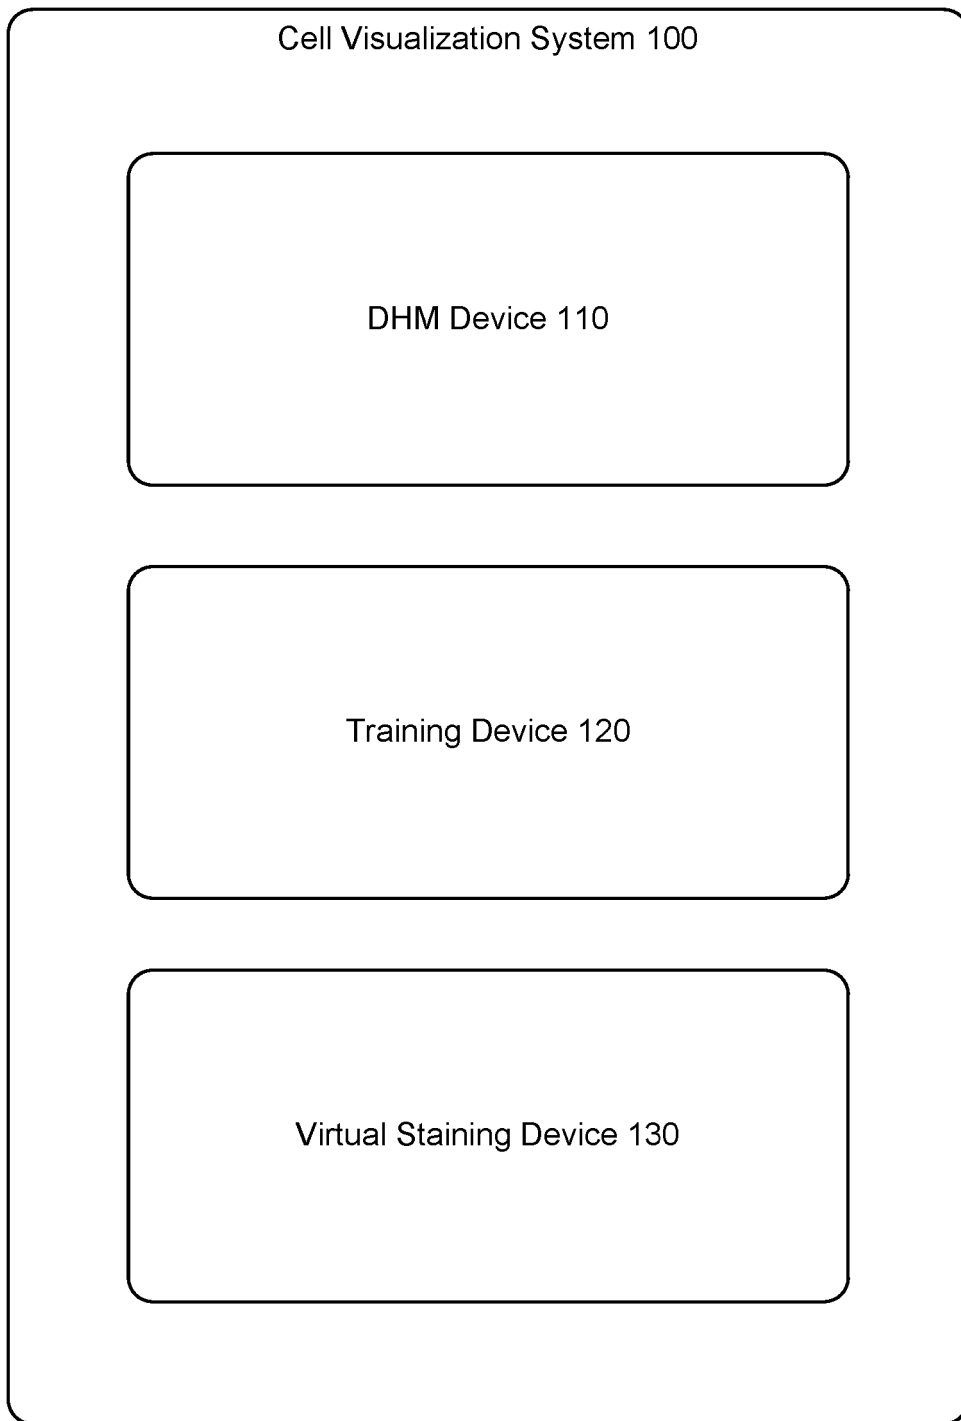 Cell Visualization System 100
DHM Device 110
Training Device 120
Virtual Staining Device 130